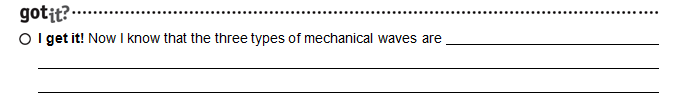 got it?
I get it! Now I know that the three types of mechanical waves are